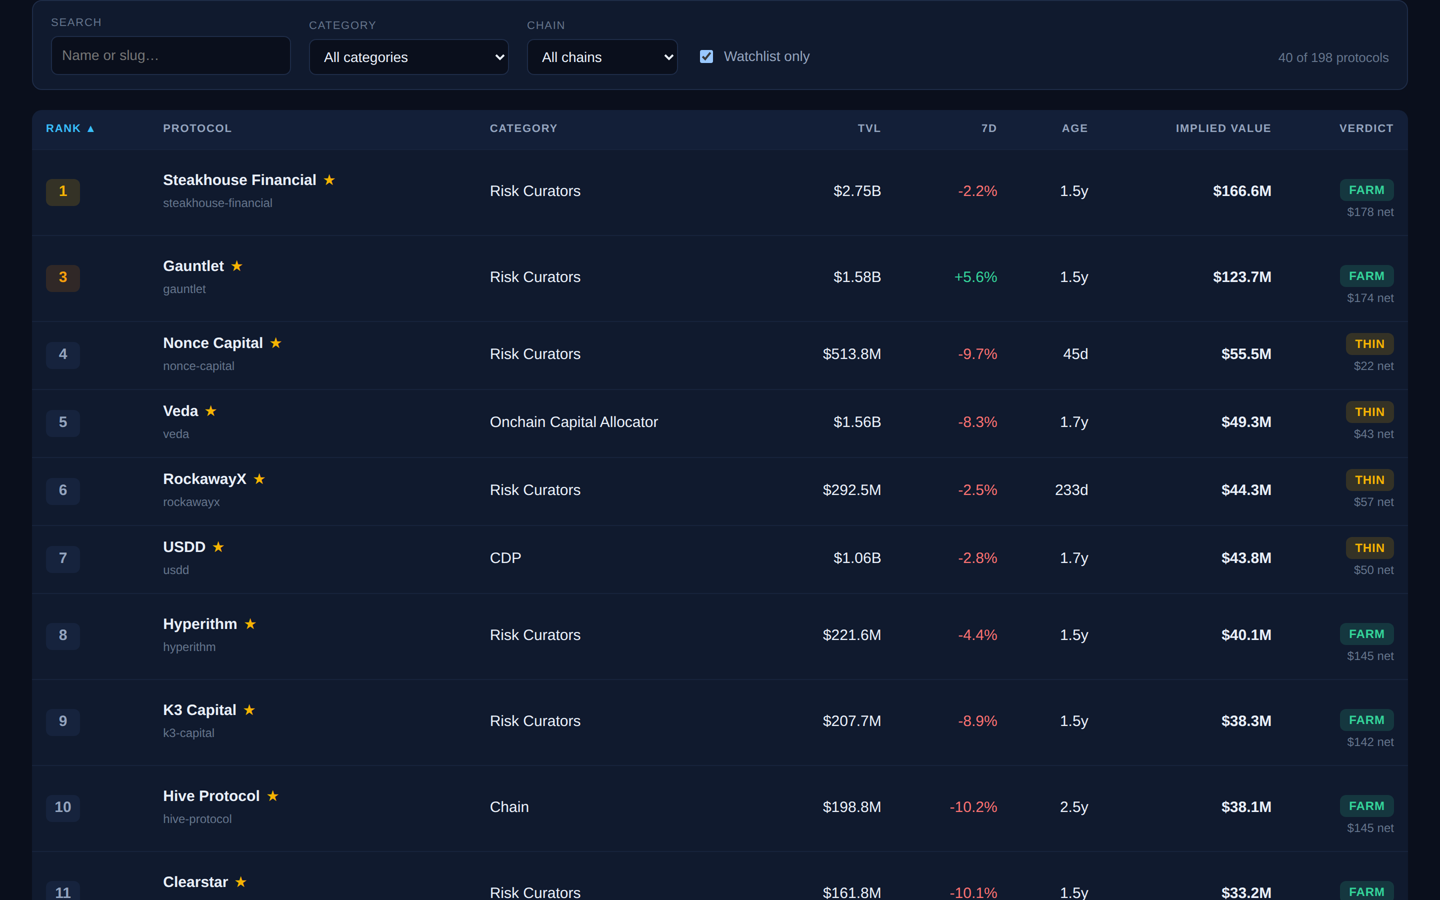 SEARCH
CATEGORY
CHAIN
Name or slug…
All categories
All chains
Watchlist only
40 of 198 protocols
RANK ▲ PROTOCOL CATEGORY TVL 7D AGE IMPLIED VALUE VERDICT
1 Steakhouse Financial ★ Risk Curators $2.75B -2.2% 1.5y $166.6M FARM
steakhouse-financial $178 net
3 Gauntlet ★ Risk Curators $1.58B +5.6% 1.5y $123.7M FARM
gauntlet $174 net
4 Nonce Capital ★ Risk Curators $513.8M -9.7% 45d $55.5M THIN
nonce-capital $22 net
5 Veda ★ Onchain Capital Allocator $1.56B -8.3% 1.7y $49.3M THIN
veda $43 net
6 RockawayX ★ Risk Curators $292.5M -2.5% 233d $44.3M THIN
rockawayx $57 net
7 USDD ★ CDP $1.06B -2.8% 1.7y $43.8M THIN
usdd $50 net
8 Hyperithm ★ Risk Curators $221.6M -4.4% 1.5y $40.1M FARM
hyperithm $145 net
9 K3 Capital ★ Risk Curators $207.7M -8.9% 1.5y $38.3M FARM
k3-capital $142 net
10 Hive Protocol ★ Chain $198.8M -10.2% 2.5y $38.1M FARM
hive-protocol $145 net
11 Clearstar ★ Risk Curators $161.8M -10.1% 1.5y $33.2M FARM